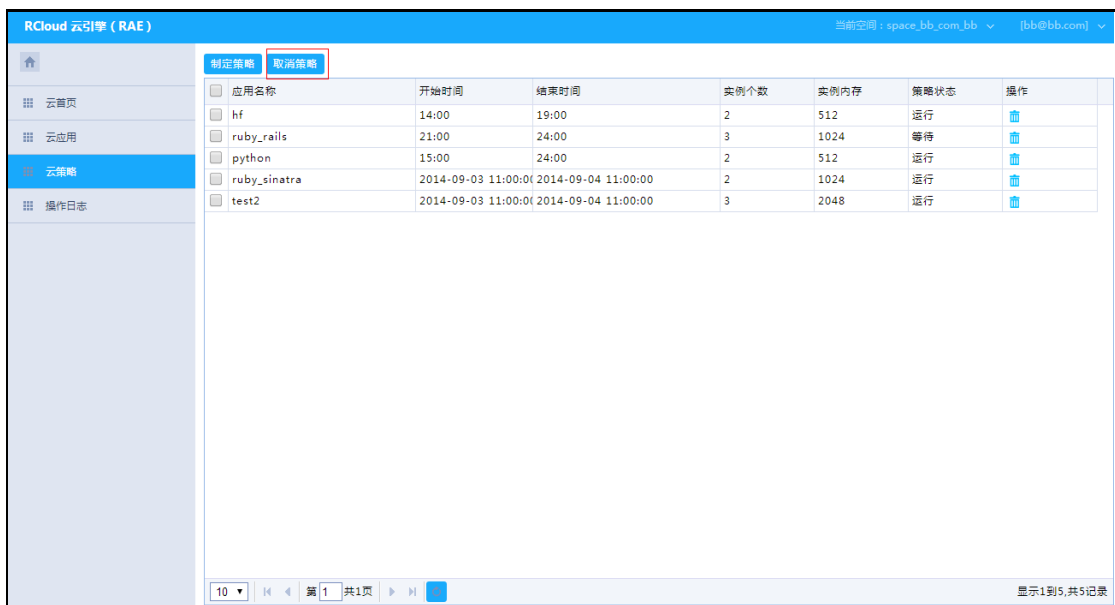 RCloud 云引擎 ( RAE ) 当前空间 : space_bb_com_bb [bb@bb.com]
云首页
云应用
云策略
操作日志
制定策略 取消策略
应用名称 开始时间 结束时间 实例个数 实例内存 策略状态 操作
hf 14:00 19:00 2 512 运行
ruby_rails 21:00 24:00 3 1024 等待
python 15:00 24:00 2 512 运行
ruby_sinatra 2014-09-03 11:00:0( 2014-09-04 11:00:00 2 1024 运行
test2 2014-09-03 11:00:0( 2014-09-04 11:00:00 3 2048 运行
10 第 1 共1页 显示1到5,共5记录